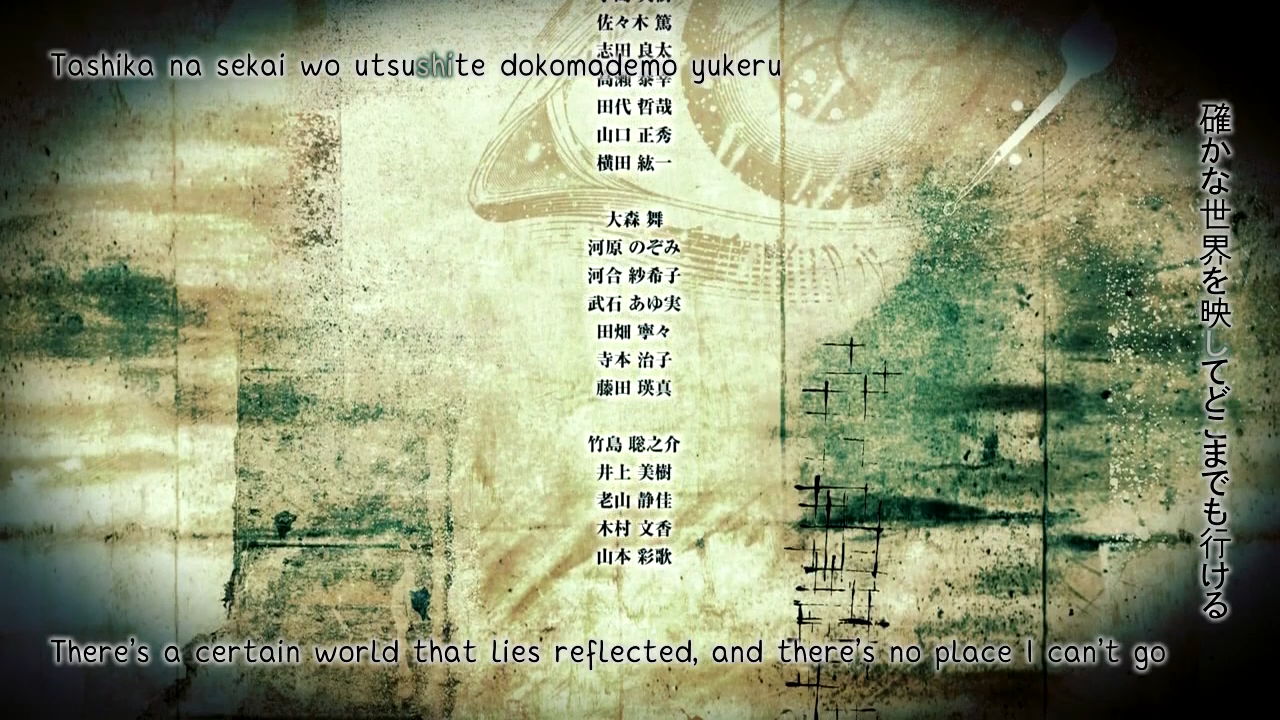 佐々木 篤
志田 良太
Tashika na sekai wo utsushite dokomademo yukeru
高瀬 泰幸
田代 哲哉
山口 正秀
横田 紘一
大森 舞
河原 のぞみ
河合 紗希子
武石 あゆ実
田畑 寧々
寺本 治子
藤田 瑛真
竹島 聡之介
井上 美樹
老山 静佳
木村 文香
山本 彩歌
確かな世界を映してどこまでも行ける
There's a certain world that lies reflected, and there's no place I can't go